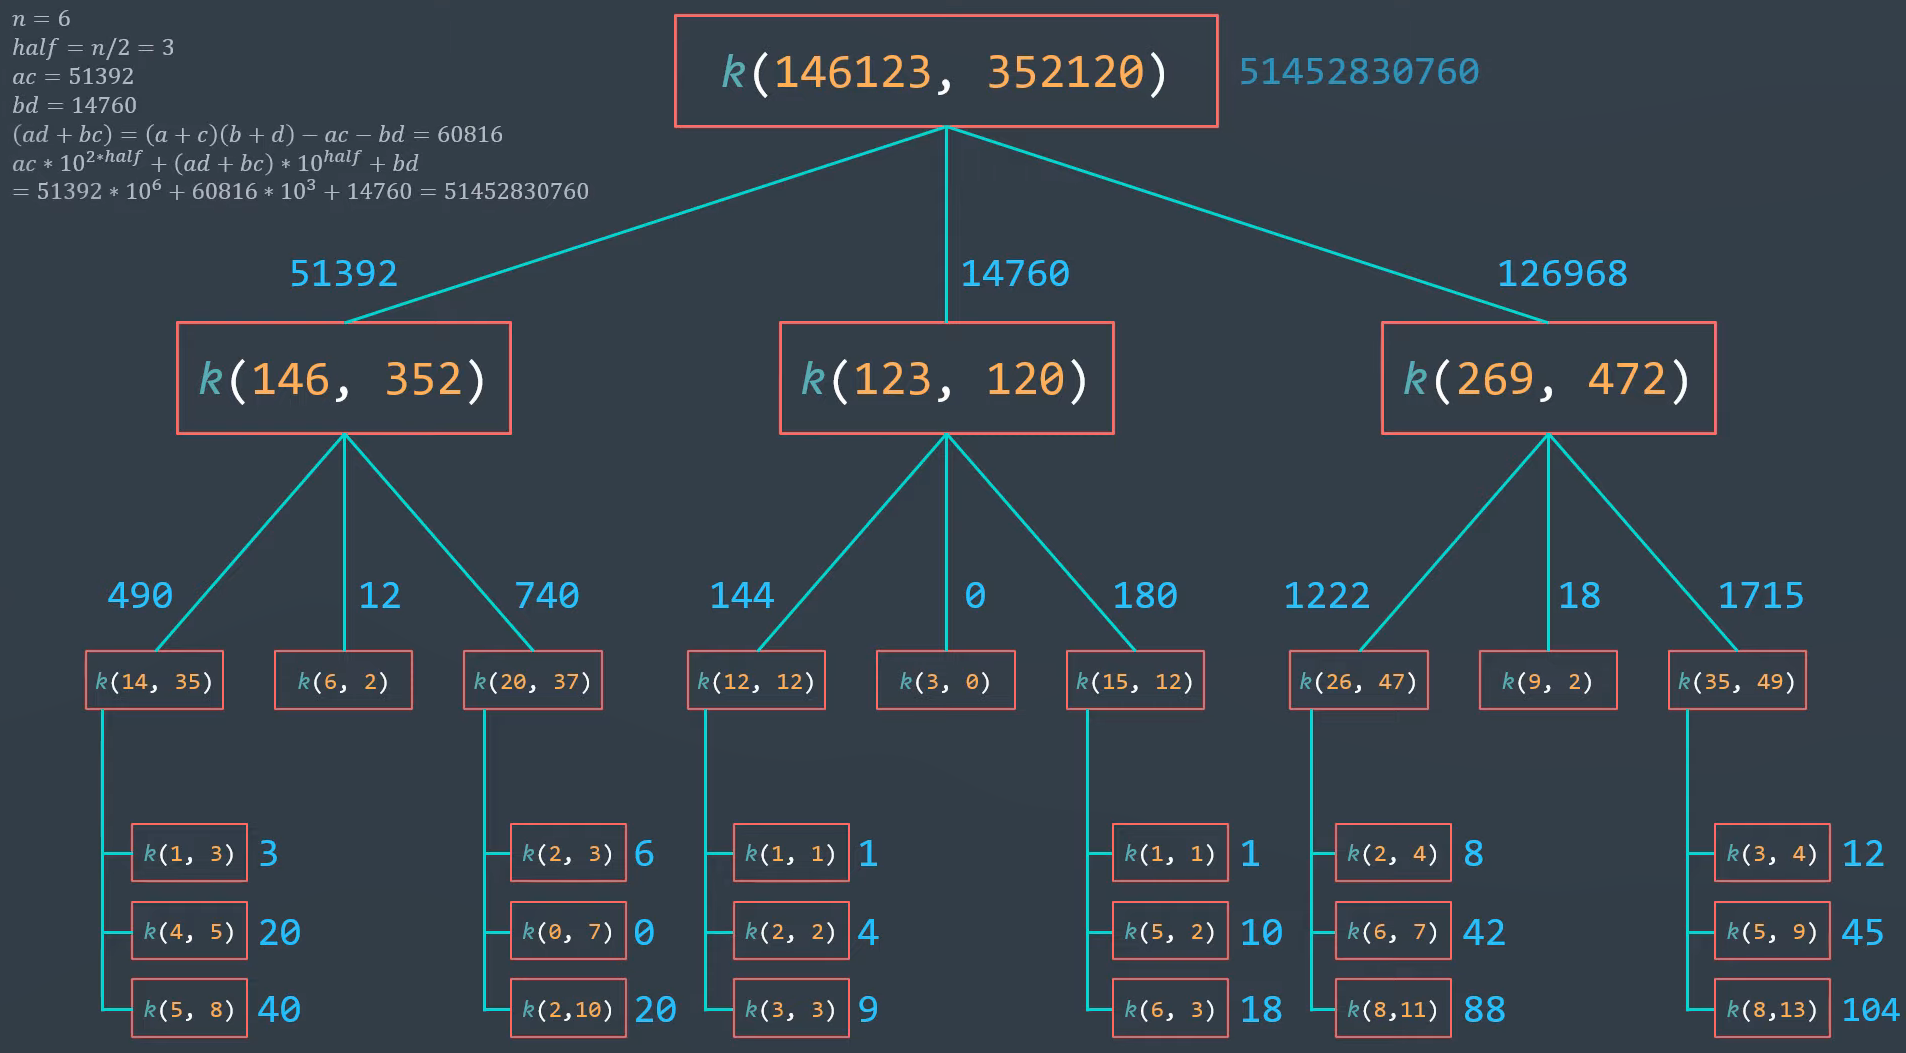 n = 6
half = n/2 = 3
ac = 51392
bd = 14760
(ad + bc) = (a + c)(b + d) − ac − bd = 60816
ac ∗ 10^{2∗half} + (ad + bc) ∗ 10^{half} + bd
= 51392 ∗ 10^6 + 60816 ∗ 10^3 + 14760 = 51452830760
k(146123, 352120) 51452830760
51392 14760 126968
k(146, 352) k(123, 120) k(269, 472)
490 12 740 144 0 180 1222 18 1715
k(14, 35) k(6, 2) k(20, 37) k(12, 12) k(3, 0) k(15, 12) k(26, 47) k(9, 2) k(35, 49)
k(1, 3) 3 k(2, 3) 6 k(1, 1) 1 k(1, 1) 1 k(2, 4) 8 k(3, 4) 12
k(4, 5) 20 k(0, 7) 0 k(2, 2) 4 k(5, 2) 10 k(6, 7) 42 k(5, 9) 45
k(5, 8) 40 k(2,10) 20 k(3, 3) 9 k(6, 3) 18 k(8,11) 88 k(8,13) 104